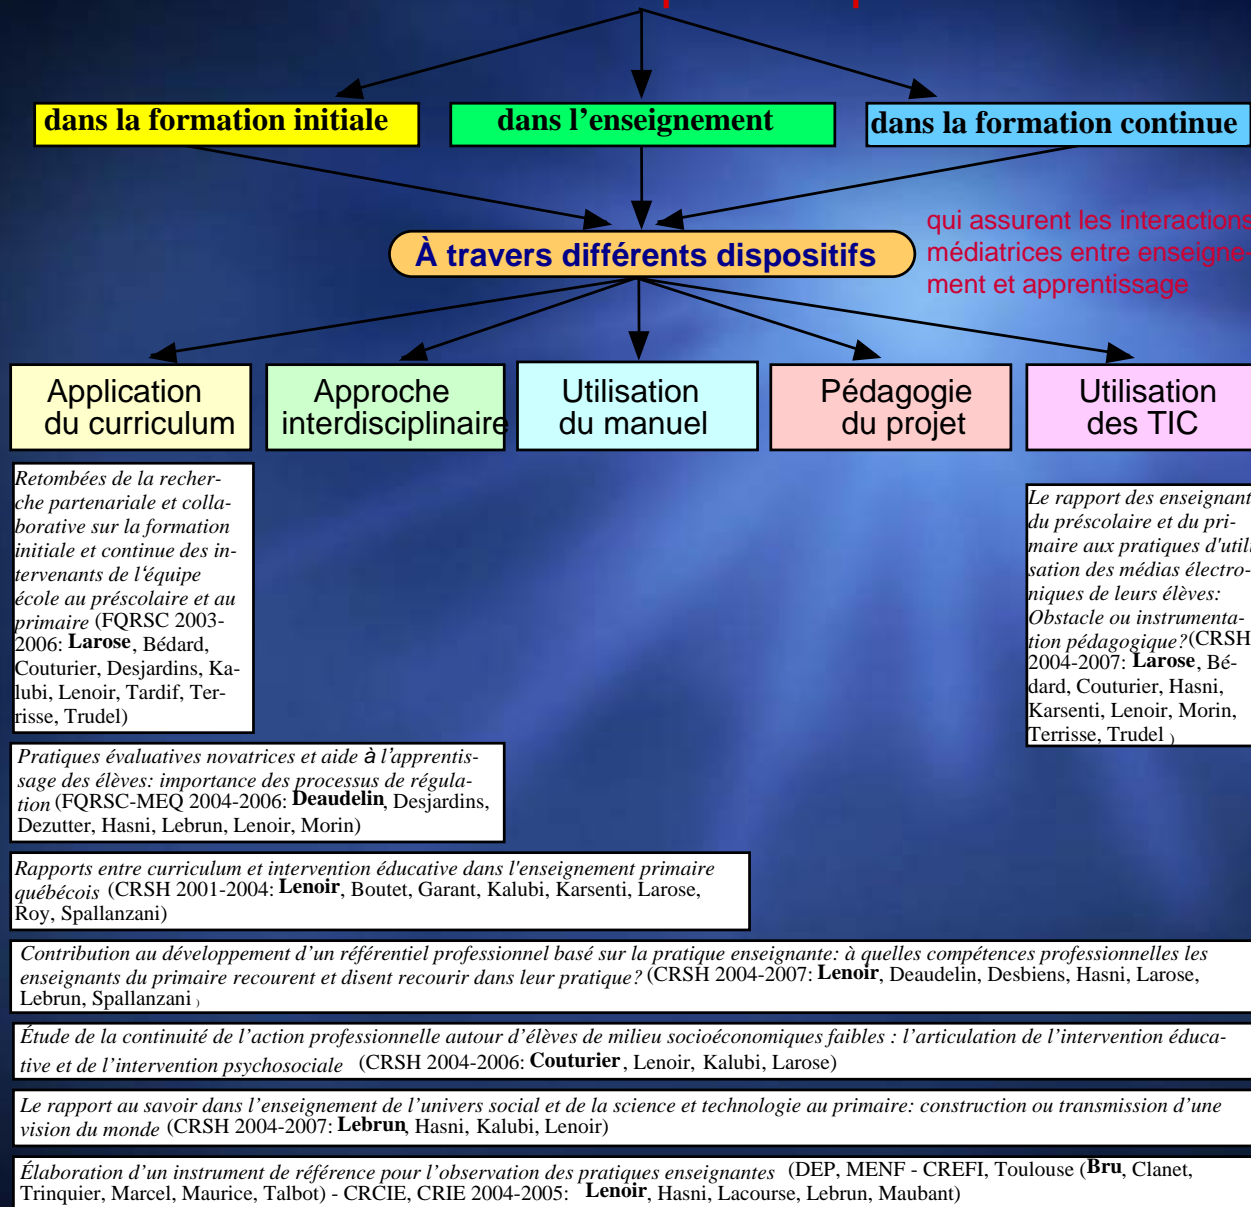 dans la formation initiale
dans l’enseignement
dans la formation continue
À travers différents dispositifs
qui assurent les interactions
médiatrices entre enseigne-
ment et apprentissage
Application
du curriculum
Approche
interdisciplinaire
Utilisation
du manuel
Pédagogie
du projet
Utilisation
des TIC
Retombées de la recher-
che partenariale et colla-
borative sur la formation
initiale et continue des in-
tervenants de l’équipe
école au préscolaire et au
primaire (FQRSC 2003-
2006: Larose, Bédard,
Couturier, Desjardins, Ka-
lubi, Lenoir, Tardif, Ter-
risse, Trudel)
Le rapport des enseignant
du préscolaire et du pri-
maire aux pratiques d'utili
sation des médias électro-
niques de leurs élèves:
Obstacle ou instrumenta-
tion pédagogique? (CRSH
2004-2007: Larose, Bé-
dard, Couturier, Hasni,
Karsenti, Lenoir, Morin,
Terrisse, Trudel )
Pratiques évaluatives novatrices et aide à l’apprentis-
sage des élèves: importance des processus de régula-
tion (FQRSC-MEQ 2004-2006: Deaudelin, Desjardins,
Dezutter, Hasni, Lebrun, Lenoir, Morin)
Rapports entre curriculum et intervention éducative dans l'enseignement primaire
québécois (CRSH 2001-2004: Lenoir, Boutet, Garant, Kalubi, Karsenti, Larose,
Roy, Spallanzani)
Contribution au développement d’un référentiel professionnel basé sur la pratique enseignante: à quelles compétences professionnelles les
enseignants du primaire recourent et disent recourir dans leur pratique? (CRSH 2004-2007: Lenoir, Deaudelin, Desbiens, Hasni, Larose,
Lebrun, Spallanzani )
Étude de la continuité de l’action professionnelle autour d’élèves de milieu socioéconomiques faibles : l’articulation de l’intervention éduca-
tive et de l’intervention psychosociale (CRSH 2004-2006: Couturier, Lenoir, Kalubi, Larose)
Le rapport au savoir dans l’enseignement de l’univers social et de la science et technologie au primaire: construction ou transmission d’une
vision du monde (CRSH 2004-2007: Lebrun, Hasni, Kalubi, Lenoir)
Élaboration d’un instrument de référence pour l’observation des pratiques enseignantes (DEP, MENF - CREFI, Toulouse (Bru, Clanet,
Trinquier, Marcel, Maurice, Talbot) - CRCIE, CRIE 2004-2005: Lenoir, Hasni, Lacourse, Lebrun, Maubant)